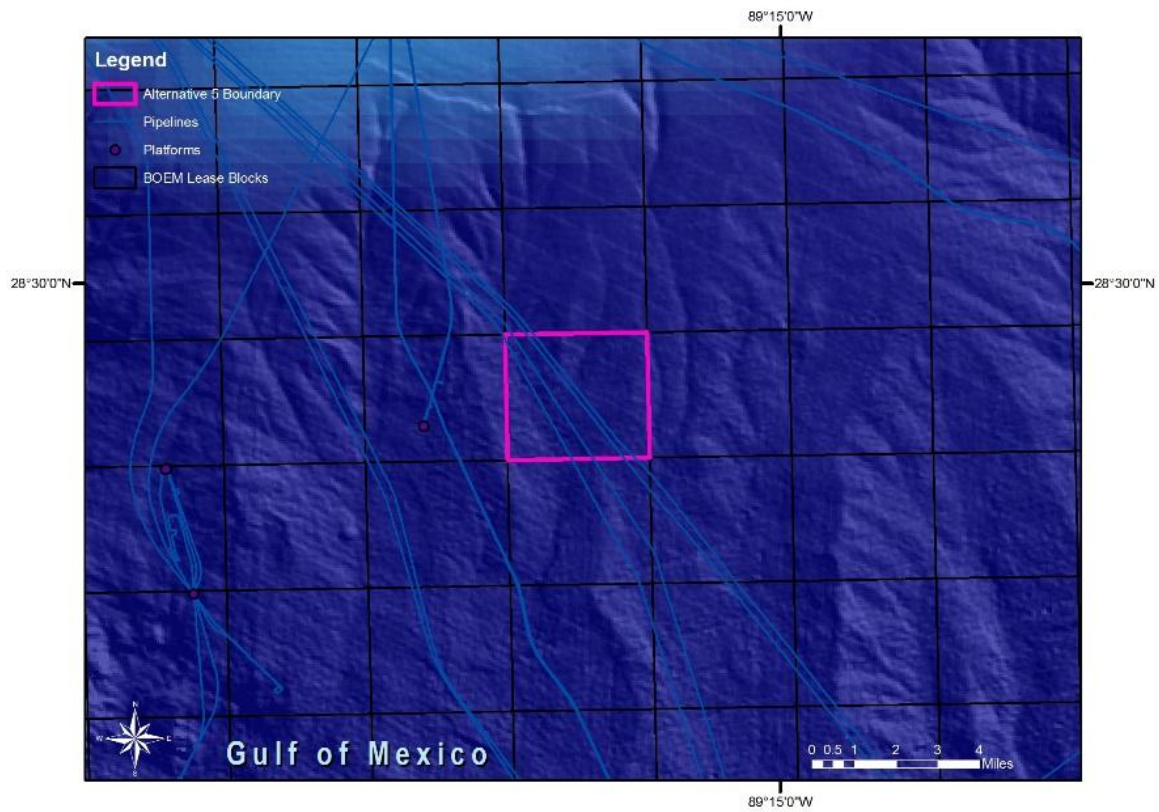 89°15'0"W
Legend
Alternative 5 Boundary
Pipelines
Platforms
BOEM Lease Blocks
28°30'0"N
28°30'0"N
N
W E
S
Gulf of Mexico
0 0.5 1 2 3 4
Miles
89°15'0"W